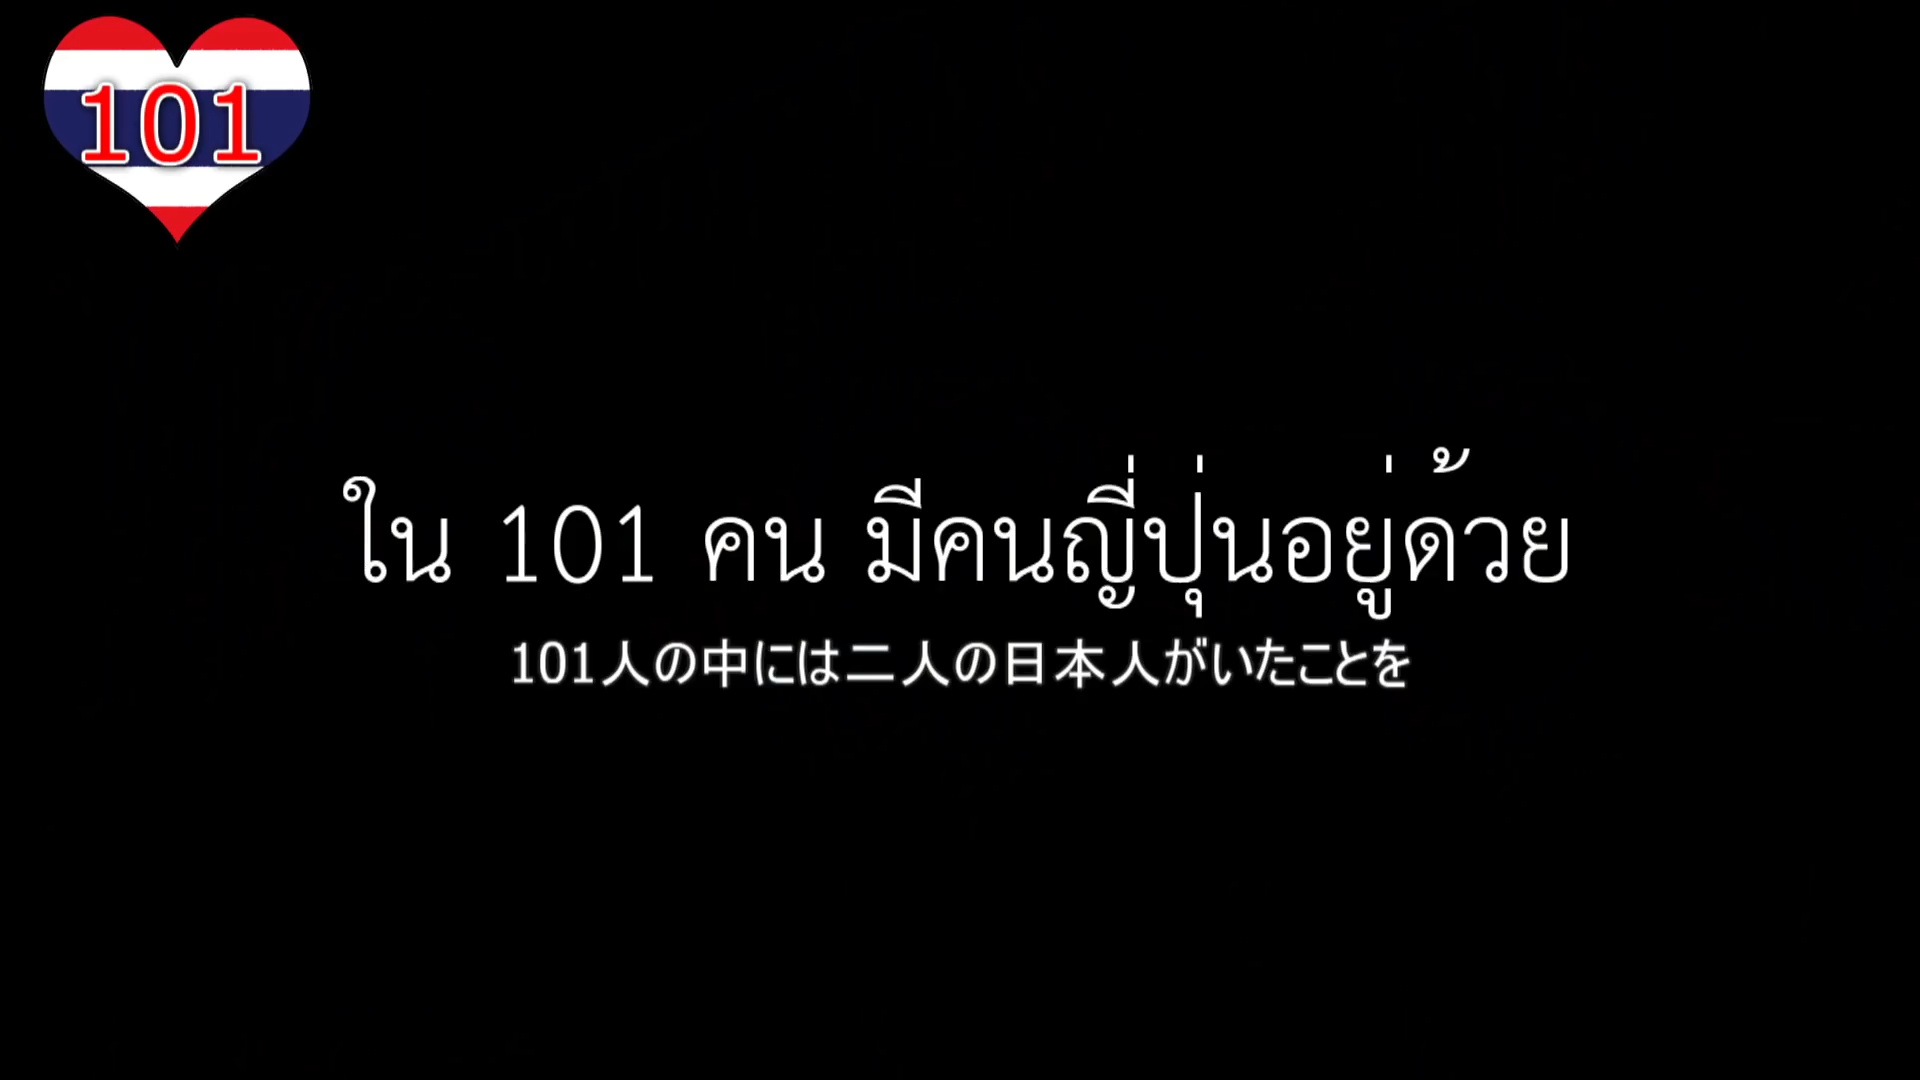 101
ใน 101 คน มีคนญี่ปุ่นอยู่ด้วย
101人の中には二人の日本人がいたことを